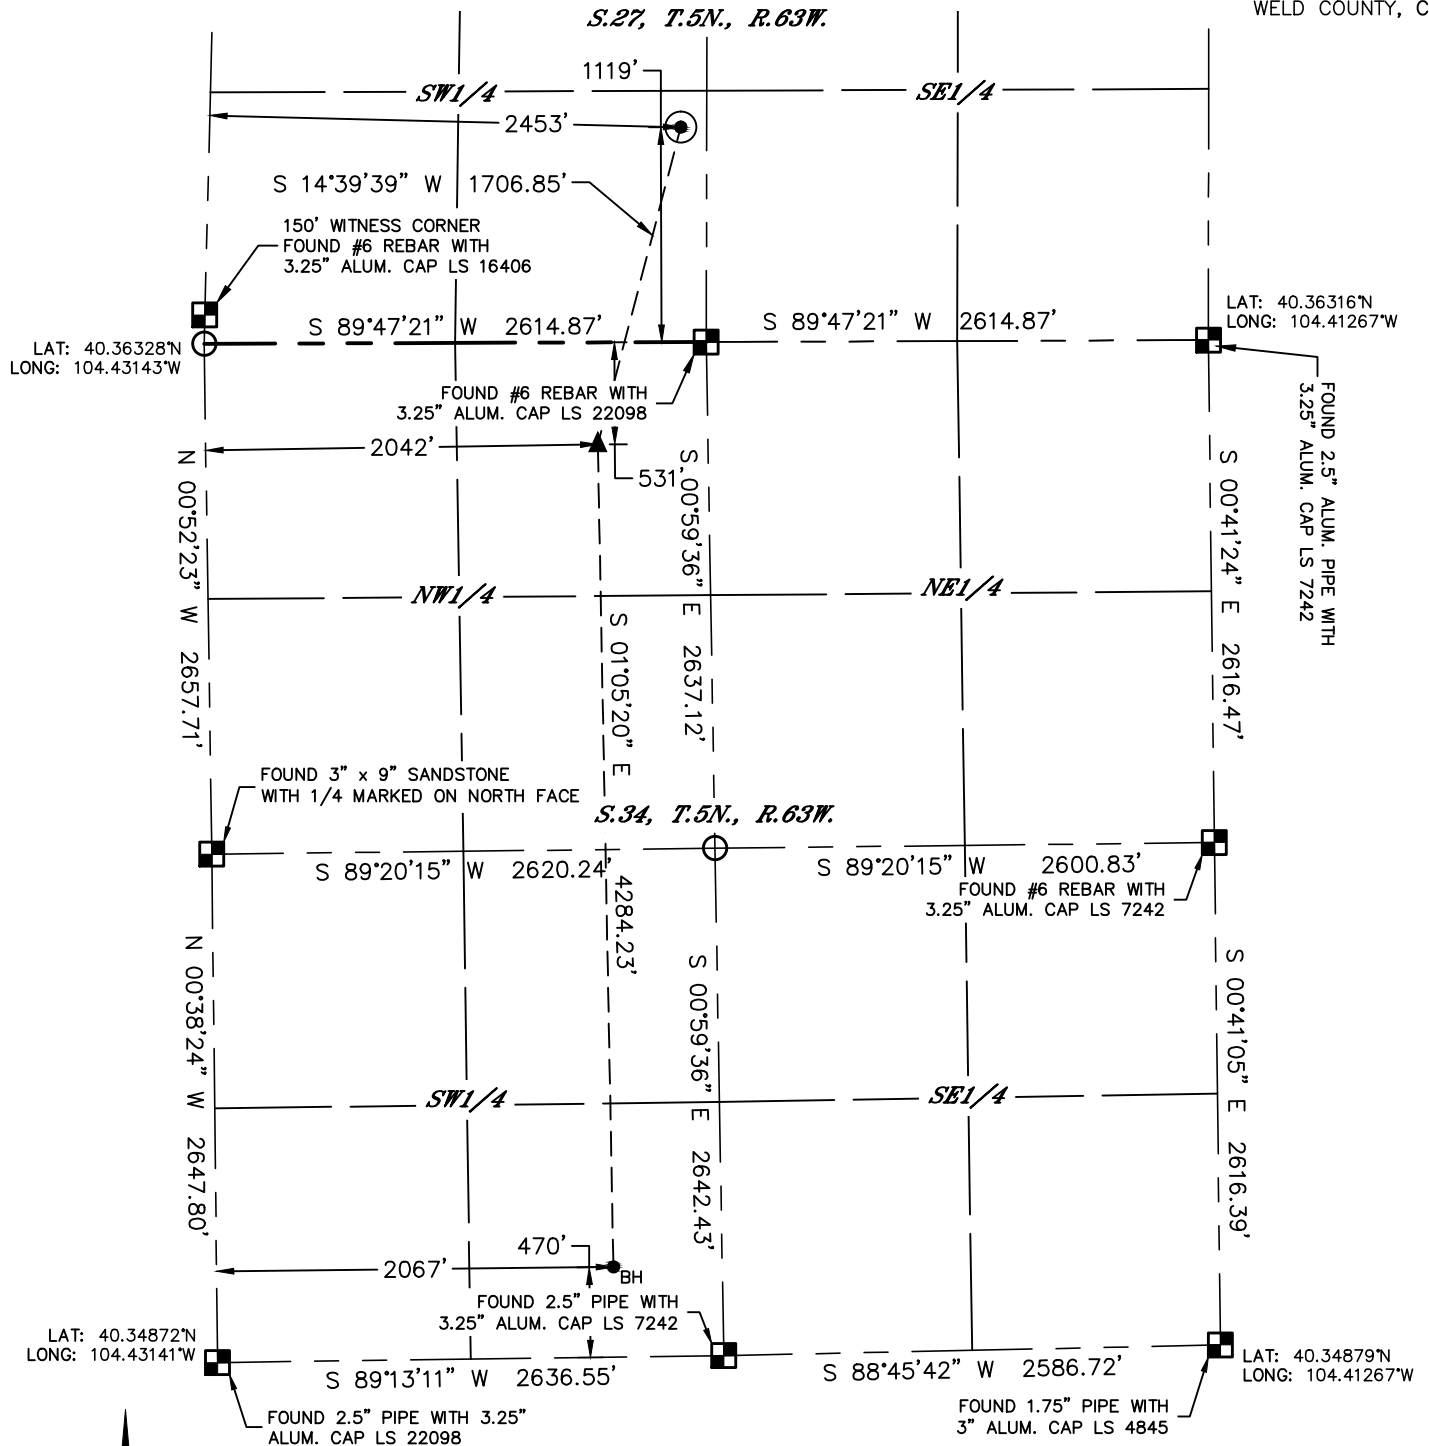 WELD COUNTY, C
S.27, T.5N., R.63W.
1119'
SW1/4
SE1/4
2453'
S 14°39'39" W 1706.85'
150' WITNESS CORNER
FOUND #6 REBAR WITH
3.25" ALUM. CAP LS 16406
LAT: 40.36316°N
LONG: 104.41267°W
S 89°47'21" W 2614.87'
S 89°47'21" W 2614.87'
LAT: 40.36328°N
LONG: 104.43143°W
FOUND #6 REBAR WITH
3.25" ALUM. CAP LS 22098
FOUND 2.5" ALUM. PIPE WITH
3.25" ALUM. CAP LS 7242
2042'
531'
N 00°52'23" W 2657.71'
S 00°59'36" E 2637.12'
S 00°41'24" E 2616.47'
NW1/4
NE1/4
S 01°05'20" E 4284.23'
FOUND 3" x 9" SANDSTONE
WITH 1/4 MARKED ON NORTH FACE
S.34, T.5N., R.63W.
S 89°20'15" W 2620.24'
S 89°20'15" W 2600.83'
FOUND #6 REBAR WITH
3.25" ALUM. CAP LS 7242
N 00°38'24" W 2647.80'
S 00°59'36" E 2642.43'
S 00°41'05" E 2616.39'
SW1/4
SE1/4
470'
2067'
BH
FOUND 2.5" PIPE WITH
3.25" ALUM. CAP LS 7242
LAT: 40.34872°N
LONG: 104.43141°W
LAT: 40.34879°N
LONG: 104.41267°W
S 89°13'11" W 2636.55'
S 88°45'42" W 2586.72'
FOUND 2.5" PIPE WITH 3.25"
ALUM. CAP LS 22098
FOUND 1.75" PIPE WITH
3" ALUM. CAP LS 4845